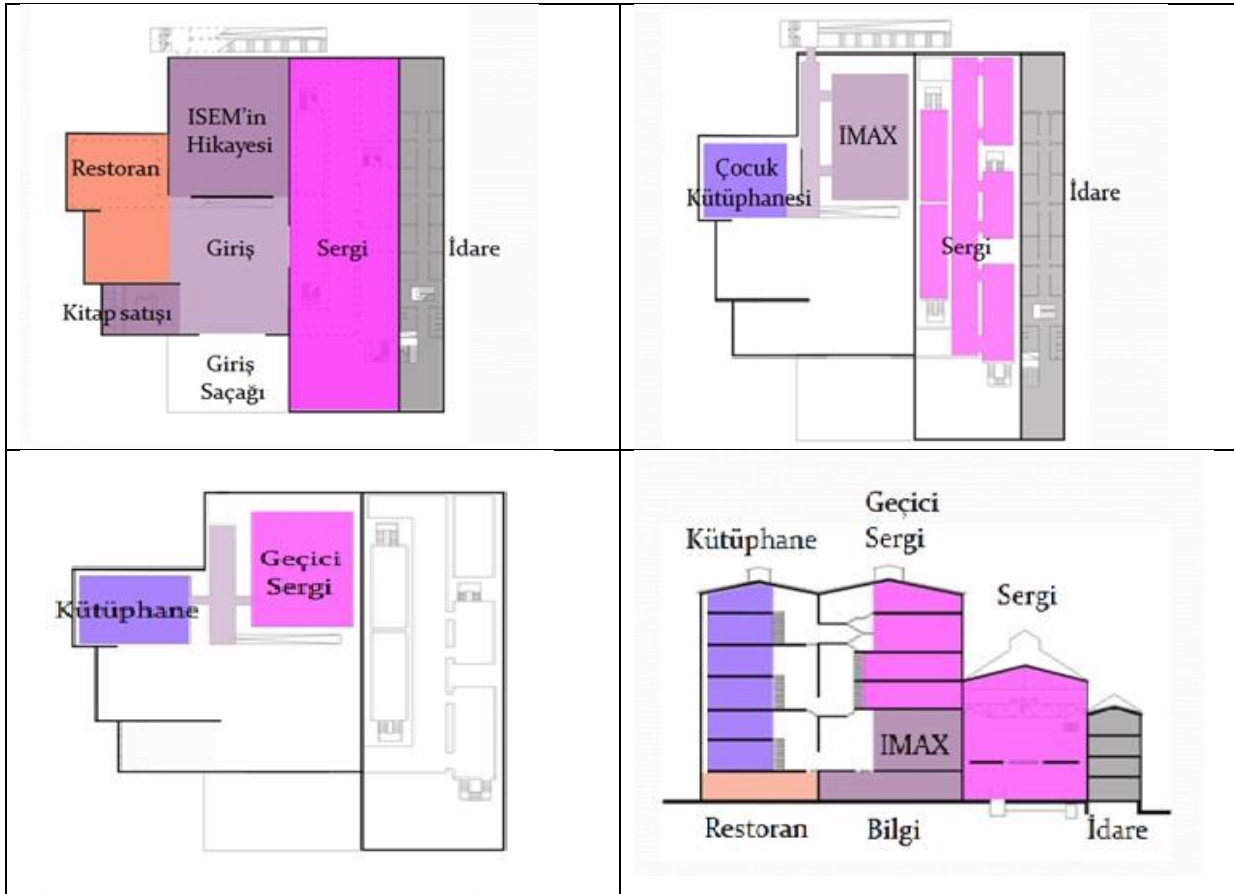 ISEM'in
Hikayesi
Restoran
Giriş
Sergi
İdare
Kitap satışı
Giriş
Saçağı
IMAX
Çocuk
Kütüphanesi
İdare
Sergi
Geçici
Sergi
Kütüphane
Geçici
Kütüphane
Sergi
Sergi
IMAX
Restoran
Bilgi
İdare